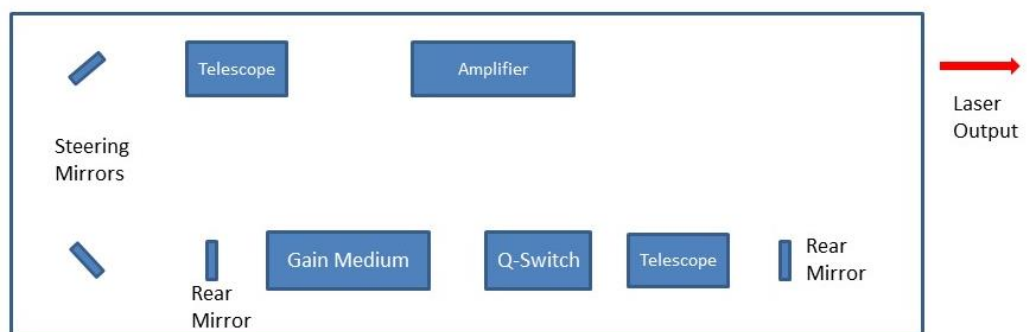 Telescope
Amplifier
Laser
Output
Steering
Mirrors
Gain Medium
Q-Switch
Telescope
Rear
Mirror
Rear
Mirror